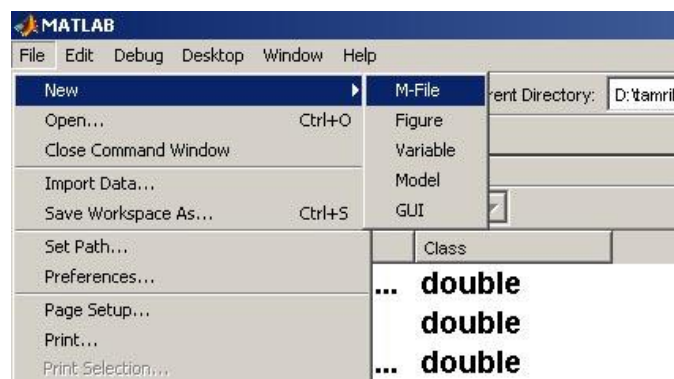 MATLAB
File Edit Debug Desktop Window Help
New
Open... Ctrl+O
Close Command Window
Import Data...
Save Workspace As... Ctrl+S
Set Path...
Preferences...
Page Setup...
Print...
Print Selection...
M-File
Figure
Variable
Model
GUI
rent Directory:
Class
... double
double
... double